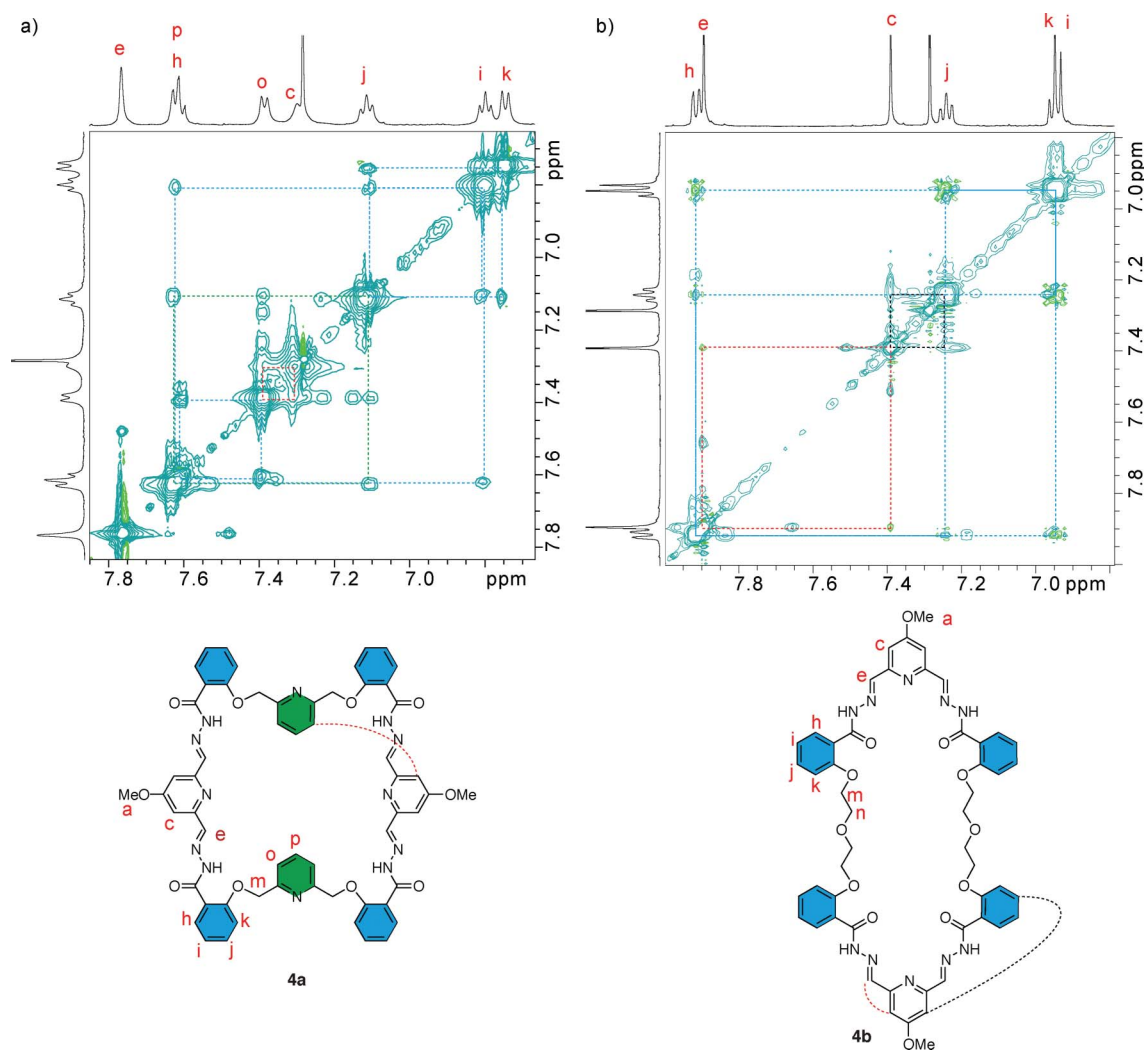 a)
p
e h o c j i k
ppm
7.0
7.2
7.4
7.6
7.8
7.8 7.6 7.4 7.2 7.0 ppm
b)
e c k i
h j
ppm
7.0
7.2
7.4
7.6
7.8
7.8 7.6 7.4 7.2 7.0 ppm
O N O
O O
NH HN
N N
MeO N N OMe
a
c e
N N
NH HN
O O
O m o p N O
h k
i j
4a
OMe a
c
e N
N N
NH HN
h O O
i
j O O
k m
n
O O
O O
O O
NH HN
N N
N
OMe
4b